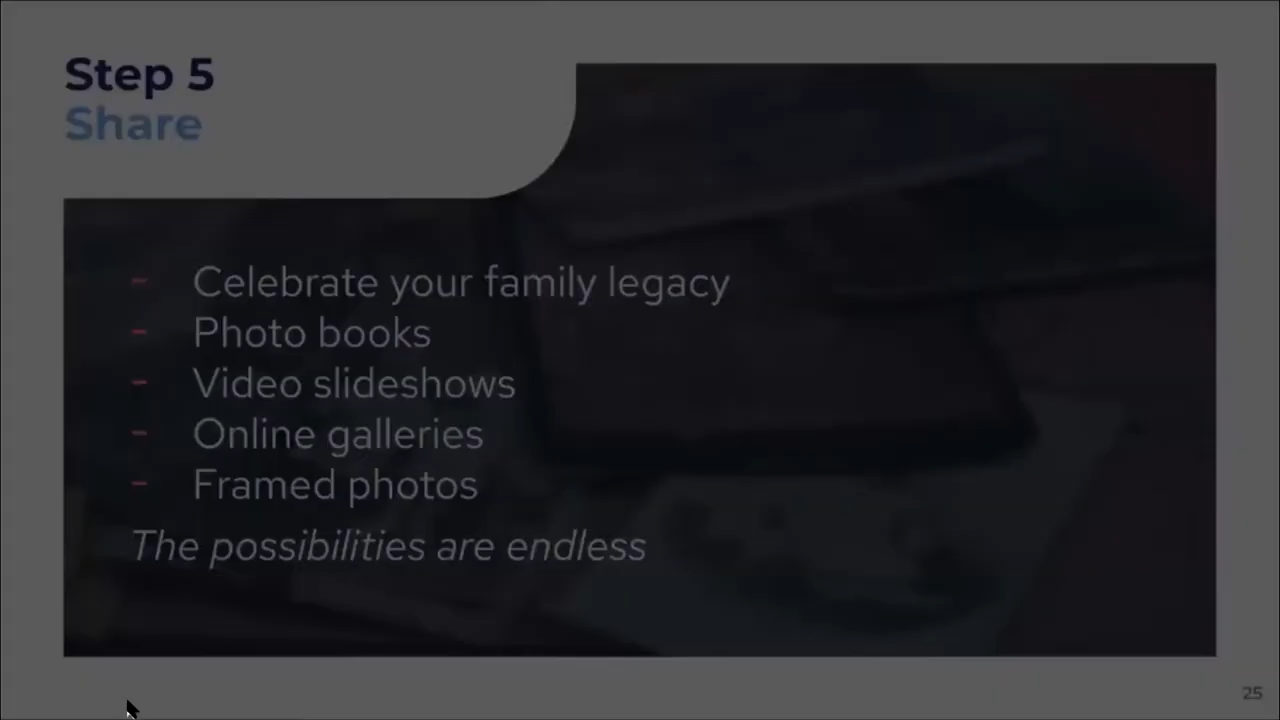 Step 5
Share
- Celebrate your family legacy
- Photo books
- Video slideshows
- Online galleries
- Framed photos
The possibilities are endless
25